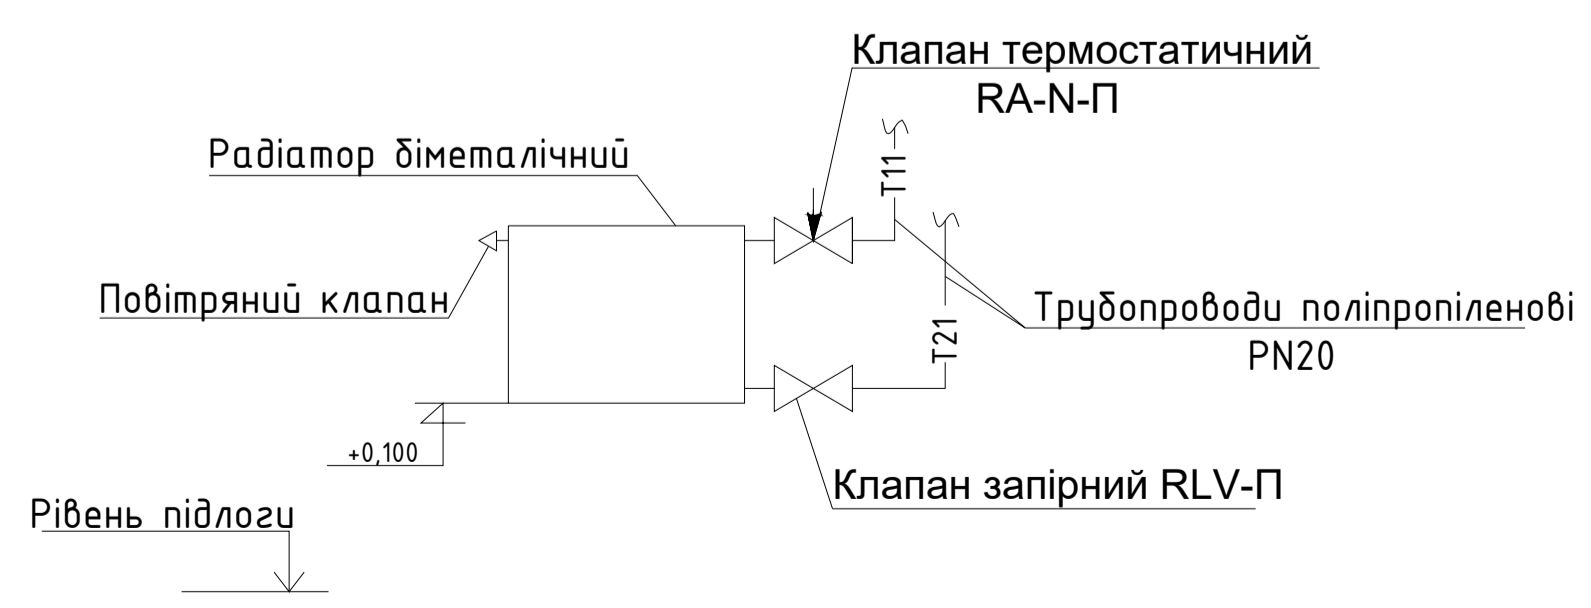 Клапан термостатичний
RA-N-П
Радіатор біметалічний
Т11
Повітряний клапан
Трубопроводи поліпропіленові
PN20
Т21
+0,100
Клапан запірний RLV-П
Рівень підлоги